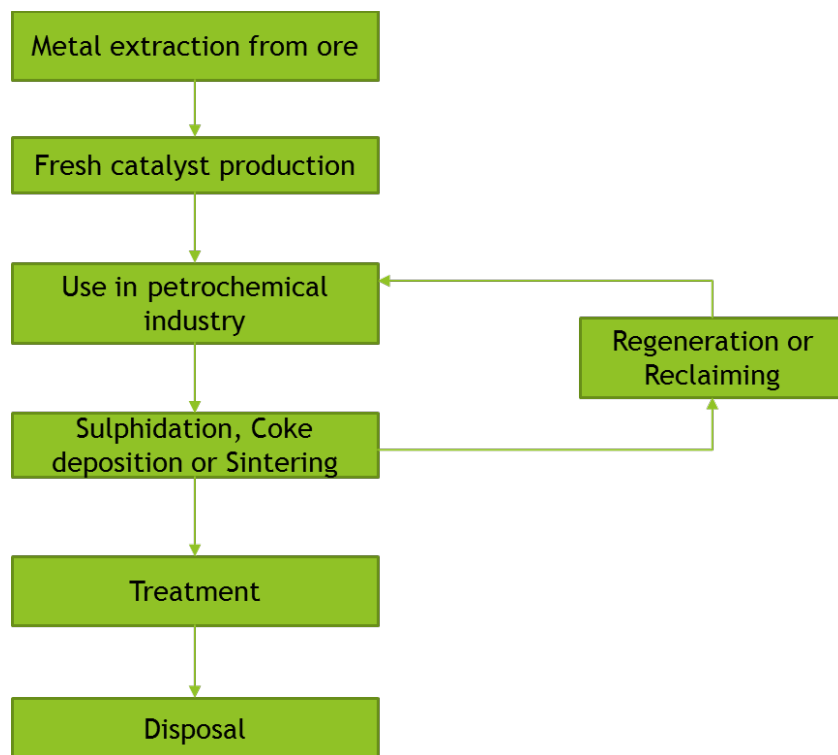 Metal extraction from ore
Fresh catalyst production
Use in petrochemical
industry
Regeneration or
Reclaiming
Sulphidation, Coke
deposition or Sintering
Treatment
Disposal